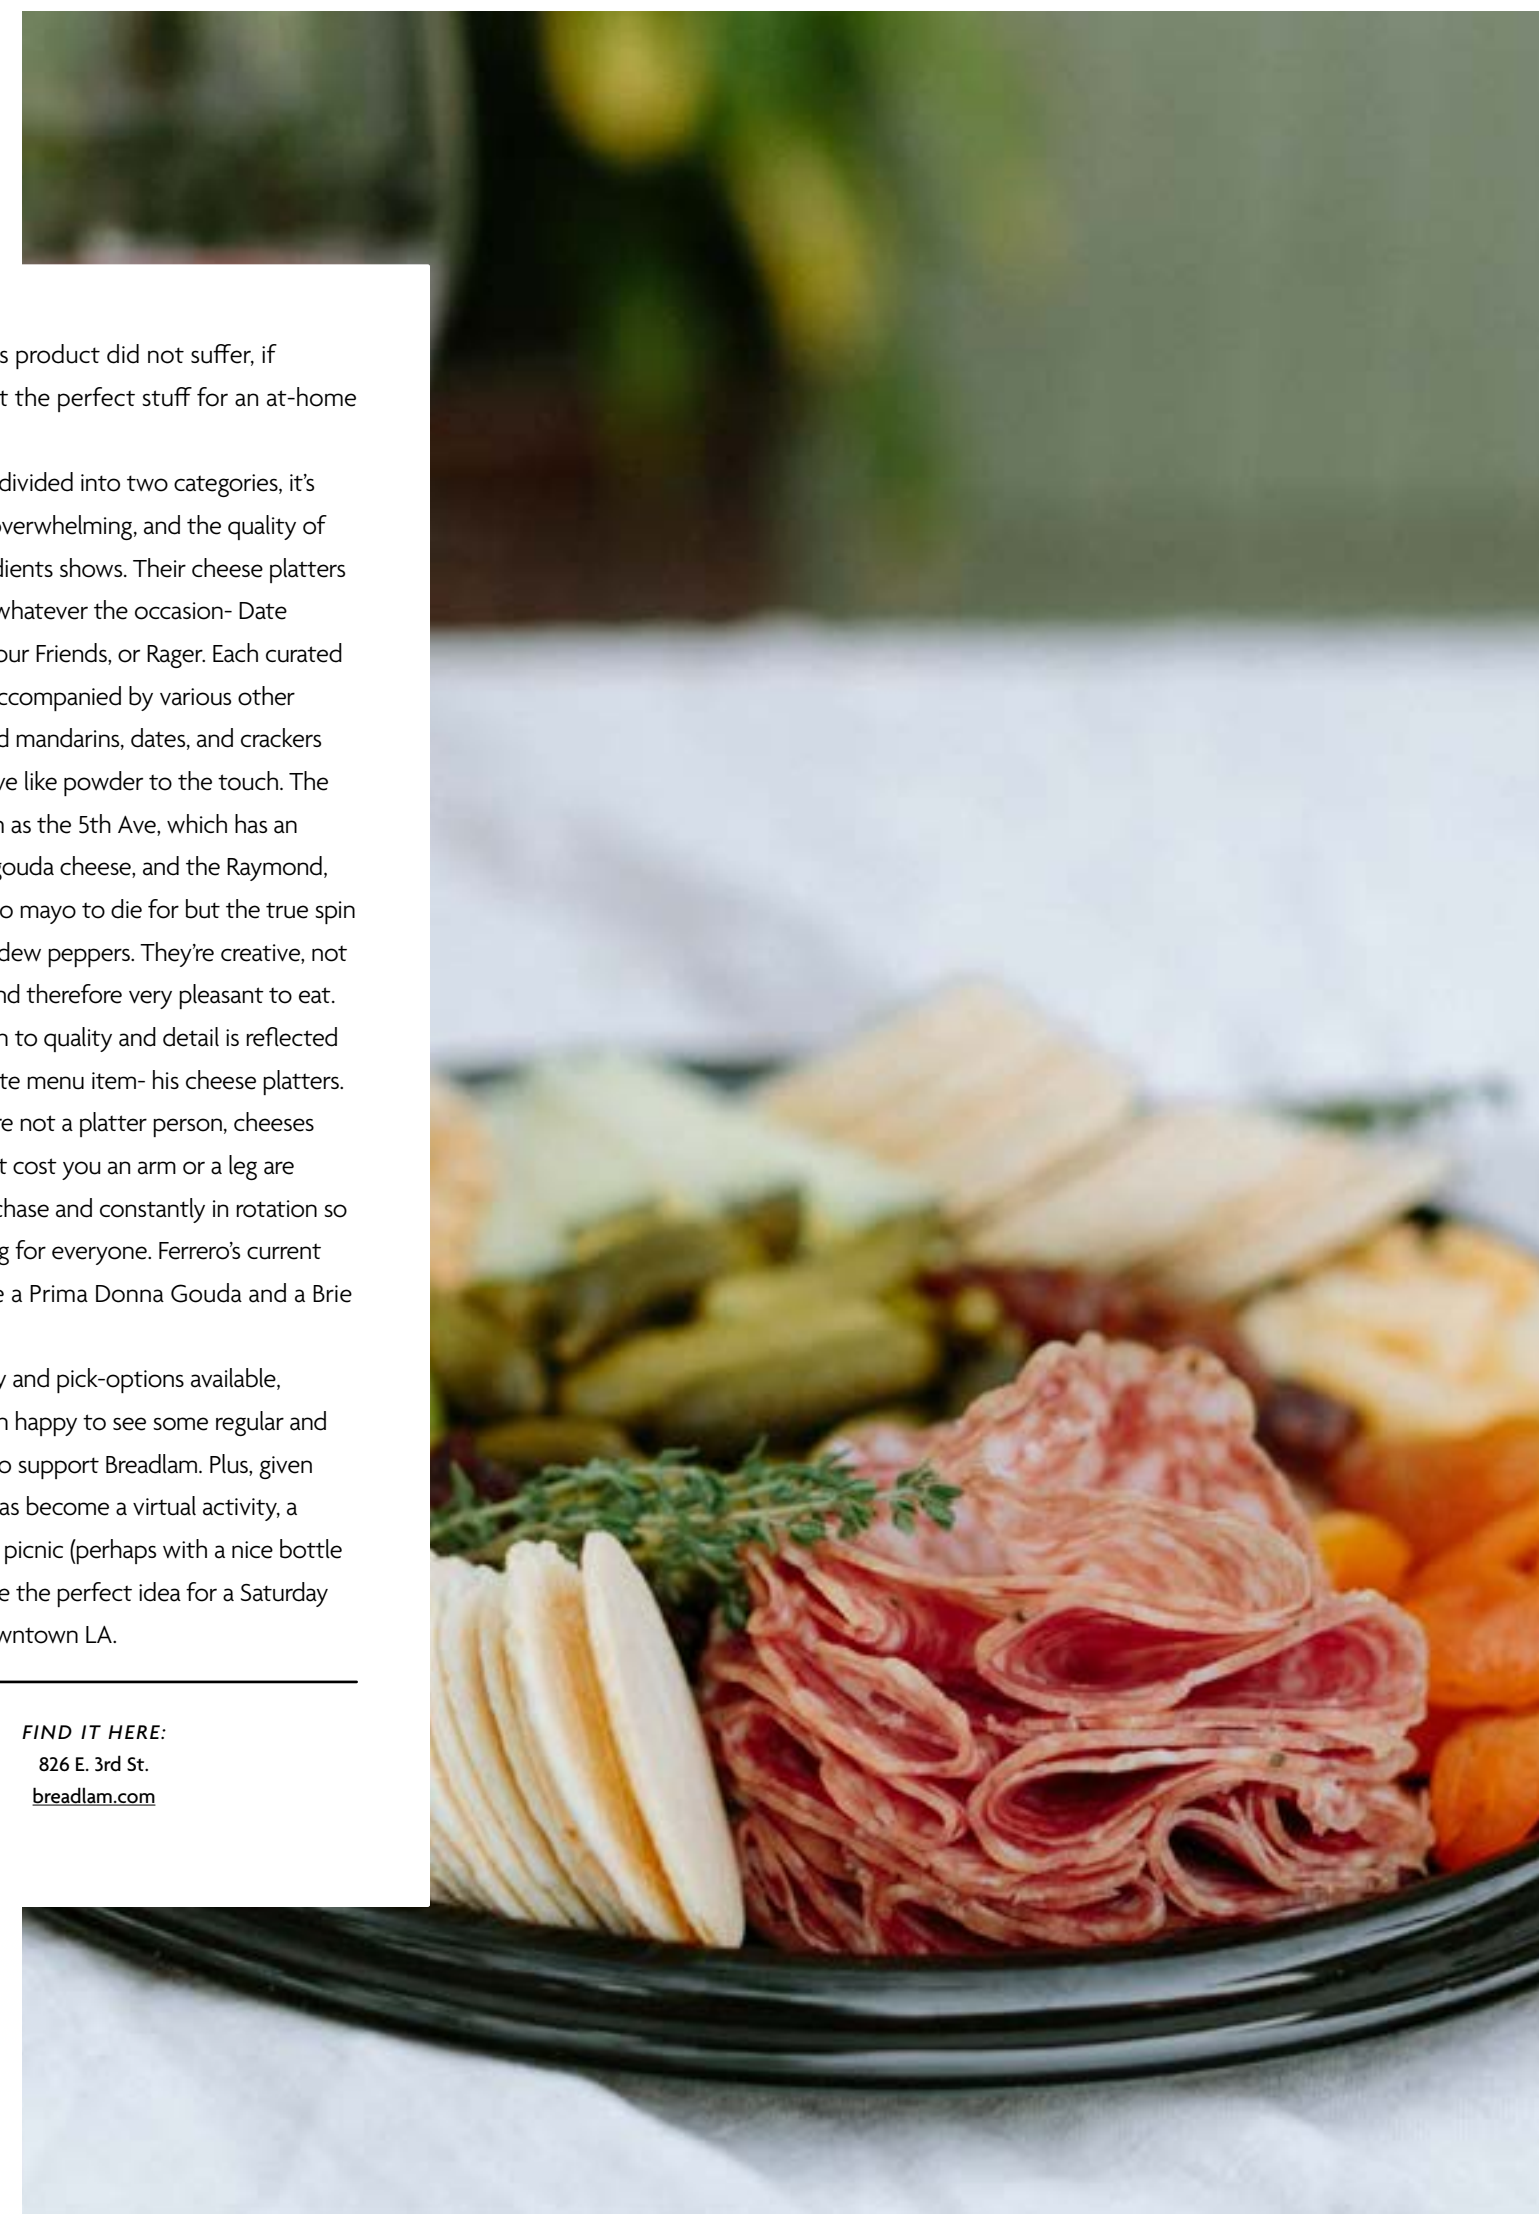 s product did not suffer, if
t the perfect stuff for an at-home
divided into two categories, it's
verwhelming, and the quality of
dients shows. Their cheese platters
whatever the occasion- Date
our Friends, or Rager. Each curated
ccompanied by various other
d mandarins, dates, and crackers
ve like powder to the touch. The
n as the 5th Ave, which has an
gouda cheese, and the Raymond,
o mayo to die for but the true spin
dew peppers. They're creative, not
nd therefore very pleasant to eat.
n to quality and detail is reflected
te menu item- his cheese platters.
re not a platter person, cheeses
t cost you an arm or a leg are
chase and constantly in rotation so
g for everyone. Ferrero's current
e a Prima Donna Gouda and a Brie
y and pick-options available,
n happy to see some regular and
o support Breadlam. Plus, given
as become a virtual activity, a
picnic (perhaps with a nice bottle
e the perfect idea for a Saturday
wntown LA.
FIND IT HERE:
826 E. 3rd St.
breadlam.com